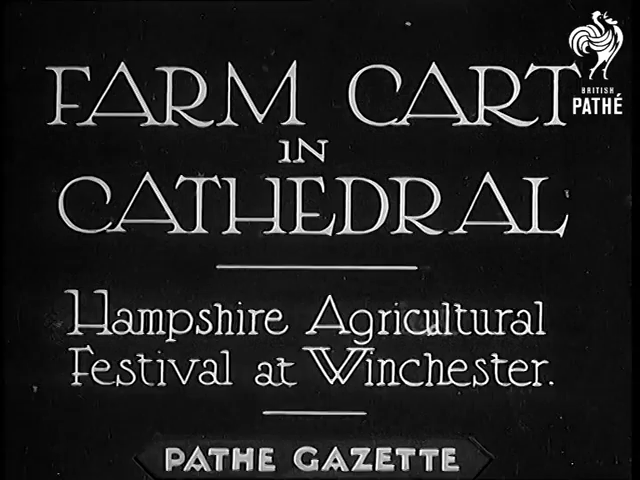 FARM CART
IN
CATHEDRAL
Hampshire Agricultural
Festival at Winchester.
PATHE GAZETTE
BRITISH
PATHÉ